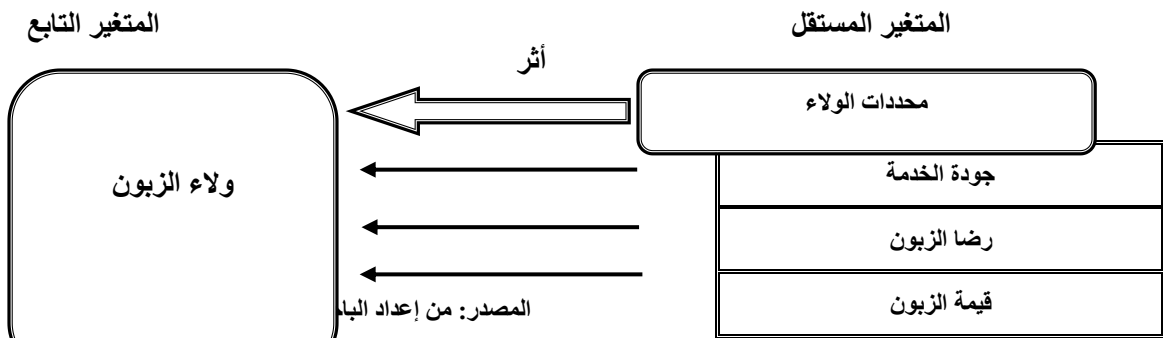 المتغير المستقل
المتغير التابع
أثر
محددات الولاء
ولاء الزبون
جودة الخدمة
رضا الزبون
قيمة الزبون
المصدر: من إعداد